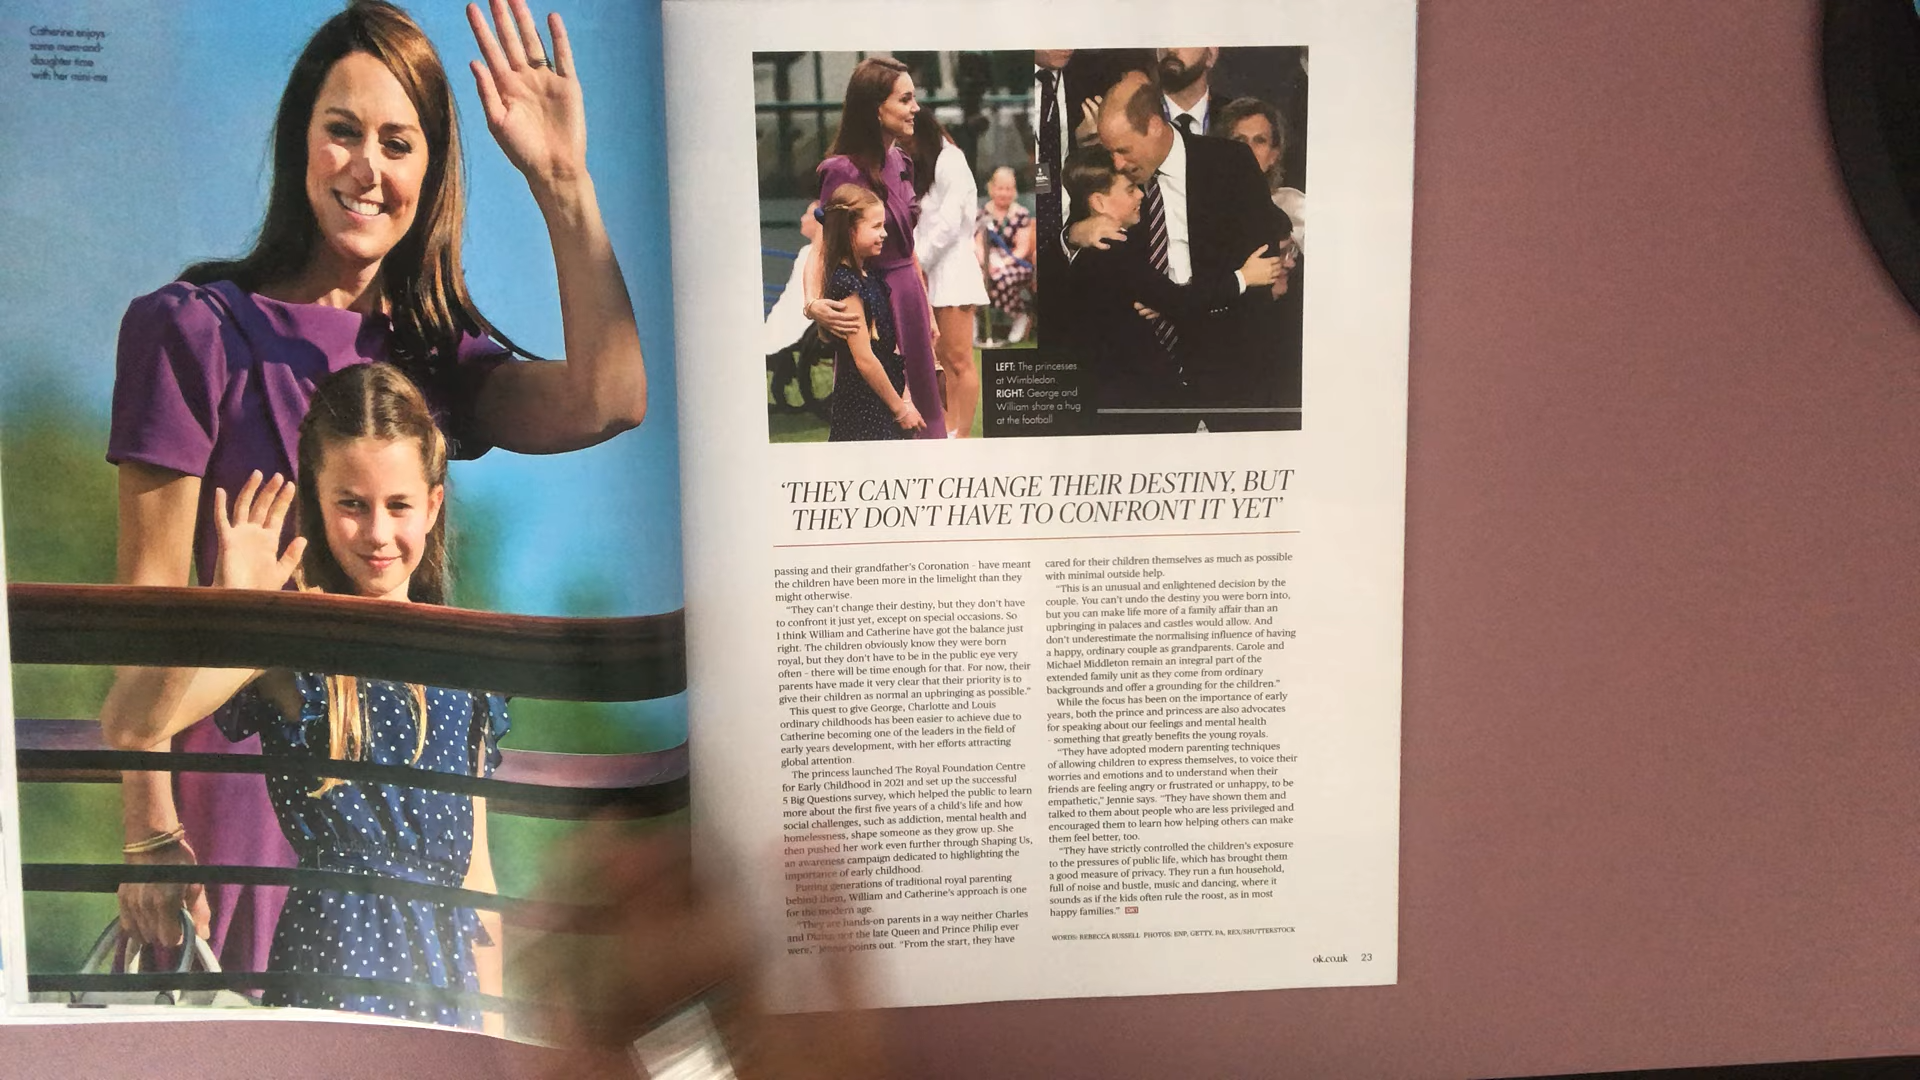 Catherine enjoys
some mum-and-
daughter time
with her mini-me
LEFT: The princesses
at Wimbledon.
RIGHT: George and
William share a hug
at the football
‘THEY CAN’T CHANGE THEIR DESTINY, BUT
THEY DON’T HAVE TO CONFRONT IT YET’
passing and their grandfather’s Coronation - have meant
the children have been more in the limelight than they
might otherwise.
“They can’t change their destiny, but they don’t have
to confront it just yet, except on special occasions. So
I think William and Catherine have got the balance just
right. The children obviously know they were born
royal, but they don’t have to be in the public eye very
often - there will be time enough for that. For now, their
parents have made it very clear that their priority is to
give their children as normal an upbringing as possible.”
This quest to give George, Charlotte and Louis
ordinary childhoods has been easier to achieve due to
Catherine becoming one of the leaders in the field of
early years development, with her efforts attracting
global attention.
The princess launched The Royal Foundation Centre
for Early Childhood in 2021 and set up the successful
5 Big Questions survey, which helped the public to learn
more about the first five years of a child’s life and how
social challenges, such as addiction, mental health and
homelessness, shape someone as they grow up. She
then pushed her work even further through Shaping Us,
an awareness campaign dedicated to highlighting the
importance of early childhood.
Putting generations of traditional royal parenting
behind them, William and Catherine’s approach is one
for the modern age.
“They are hands-on parents in a way neither Charles
and Diana, nor the late Queen and Prince Philip ever
were,” Jennie points out. “From the start, they have
cared for their children themselves as much as possible
with minimal outside help.
“This is an unusual and enlightened decision by the
couple. You can’t undo the destiny you were born into,
but you can make life more of a family affair than an
upbringing in palaces and castles would allow. And
don’t underestimate the normalising influence of having
a happy, ordinary couple as grandparents. Carole and
Michael Middleton remain an integral part of the
extended family unit as they come from ordinary
backgrounds and offer a grounding for the children.”
While the focus has been on the importance of early
years, both the prince and princess are also advocates
for speaking about our feelings and mental health
- something that greatly benefits the young royals.
“They have adopted modern parenting techniques
of allowing children to express themselves, to voice their
worries and emotions and to understand when their
friends are feeling angry or frustrated or unhappy, to be
empathetic,” Jennie says. “They have shown them and
talked to them about people who are less privileged and
encouraged them to learn how helping others can make
them feel better, too.
“They have strictly controlled the children’s exposure
to the pressures of public life, which has brought them
a good measure of privacy. They run a fun household,
full of noise and bustle, music and dancing, where it
sounds as if the kids often rule the roost, as in most
happy families.” OK!
WORDS: REBECCA RUSSELL PHOTOS: ENP, GETTY, PA, REX/SHUTTERSTOCK
ok.co.uk 23